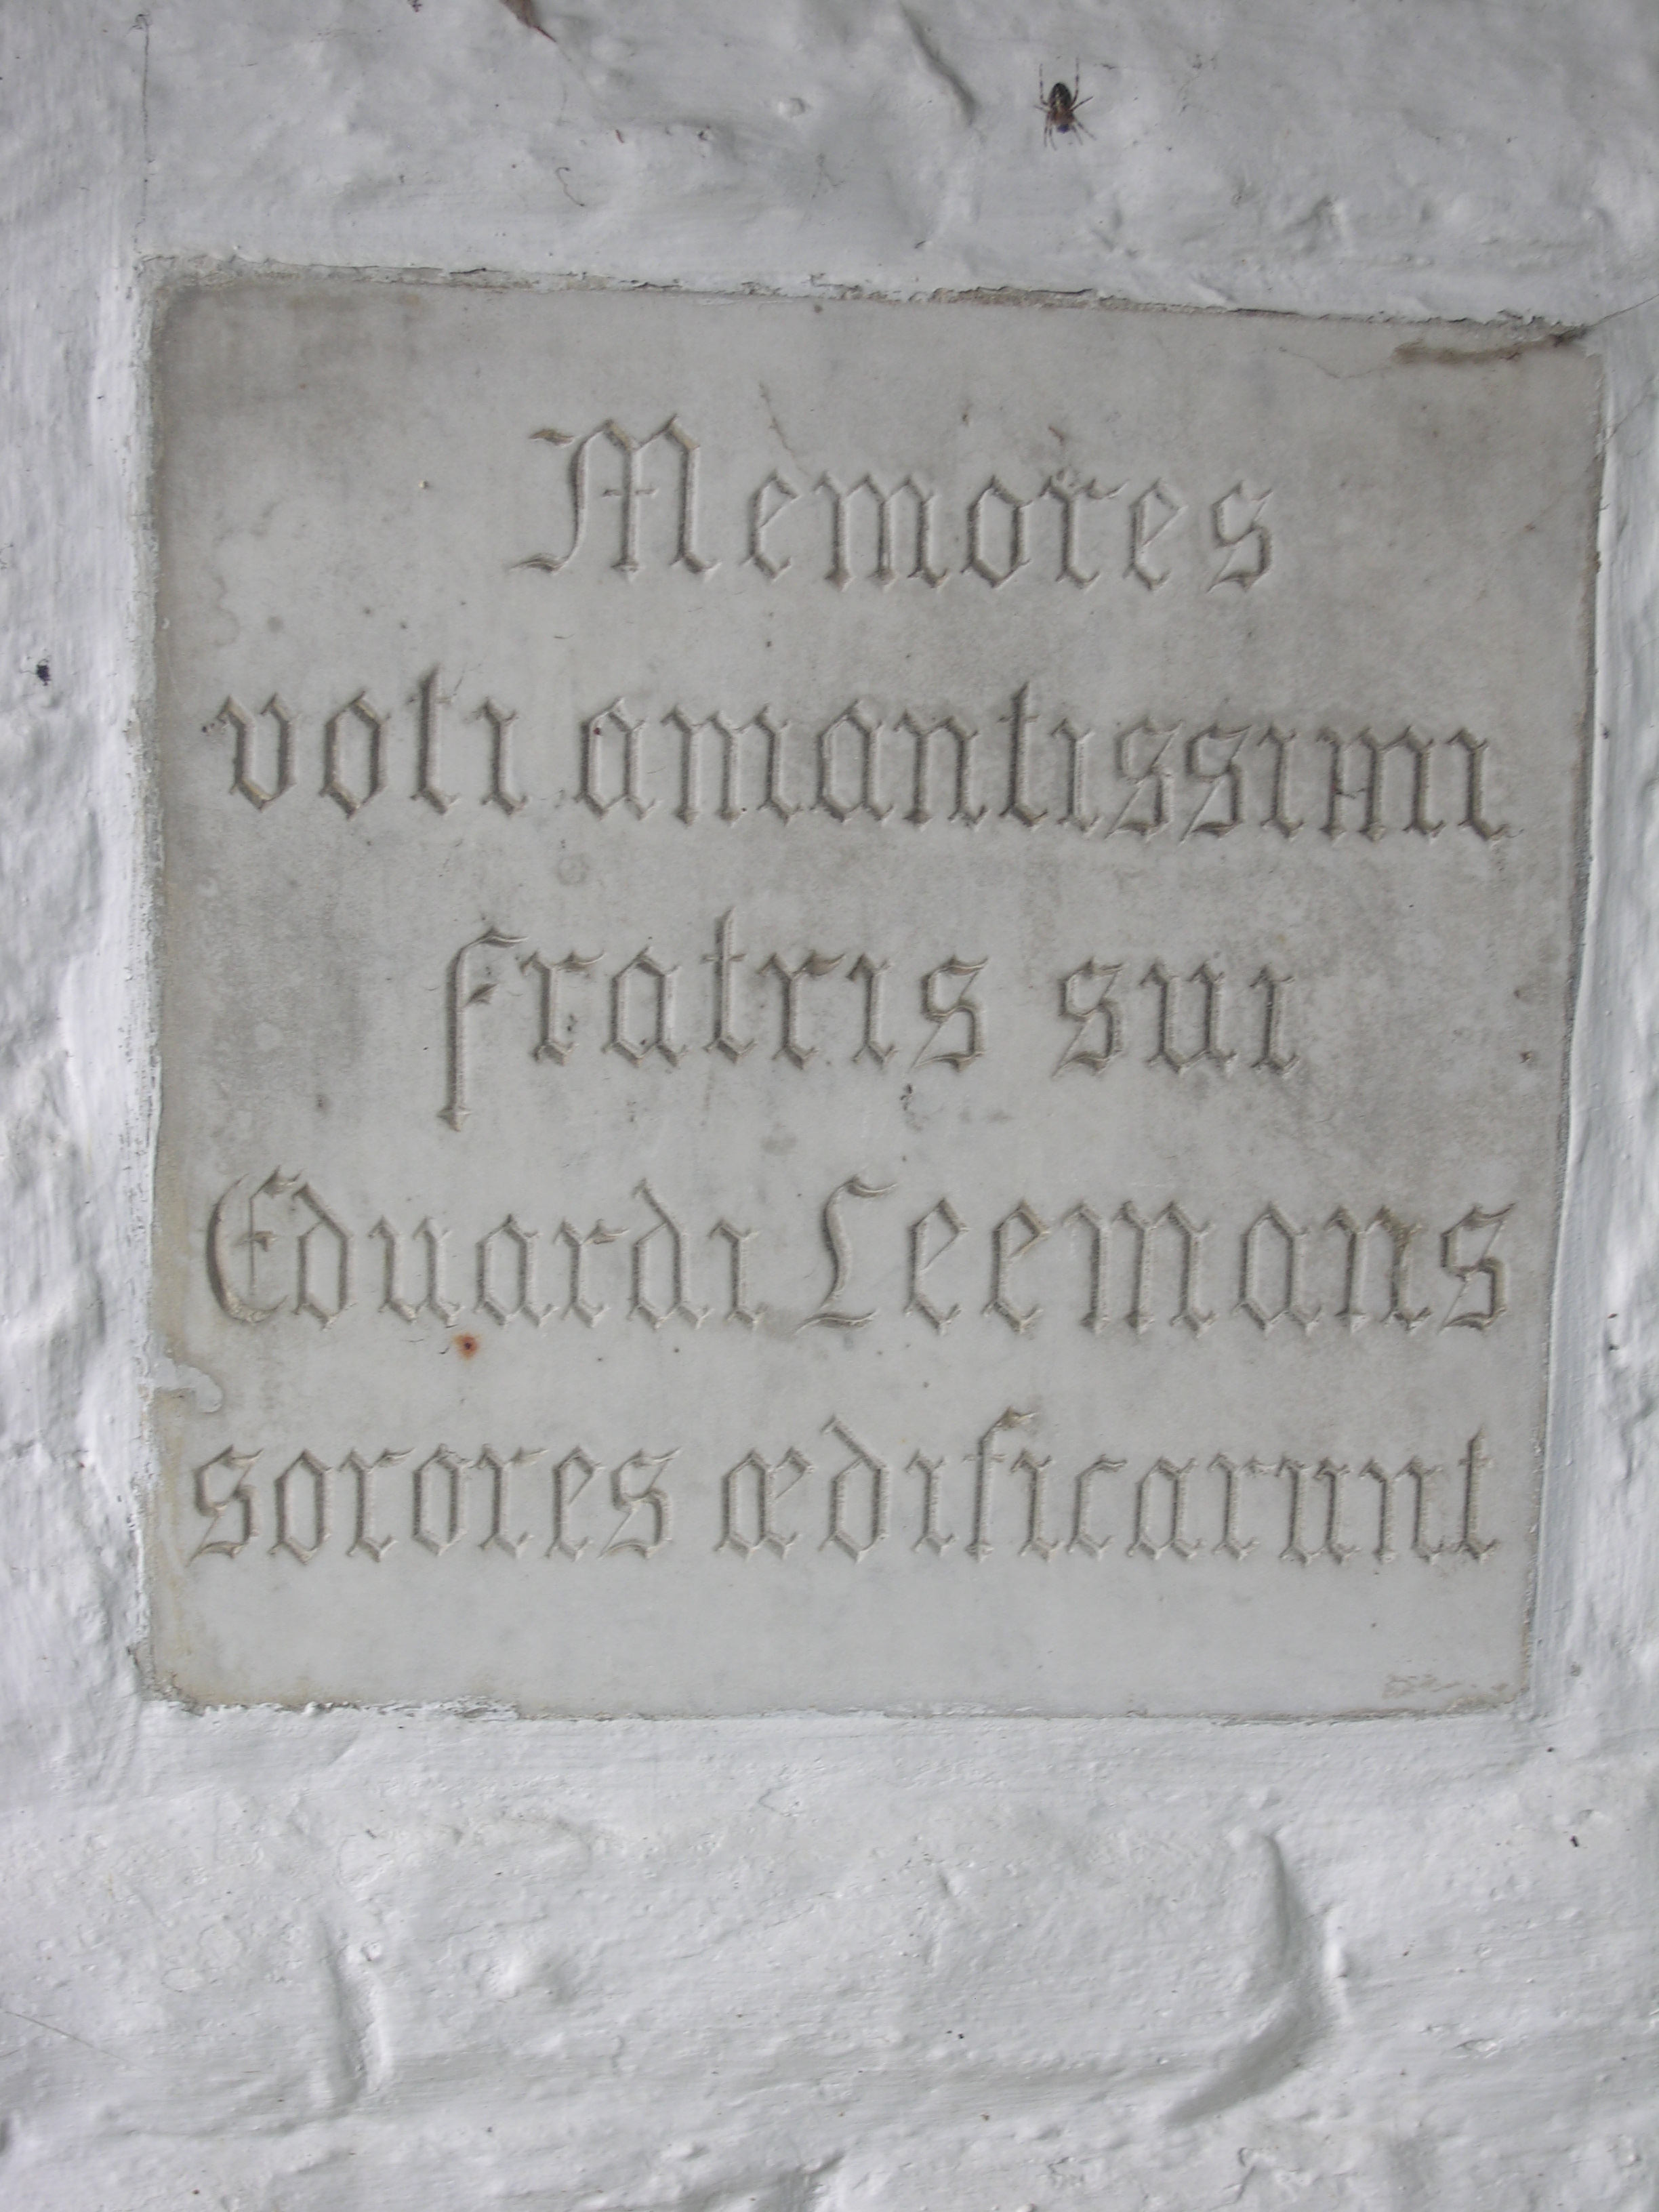 Memores
voti amantissimi
fratris sui
Eduardi Leemans
sorores ædificarunt